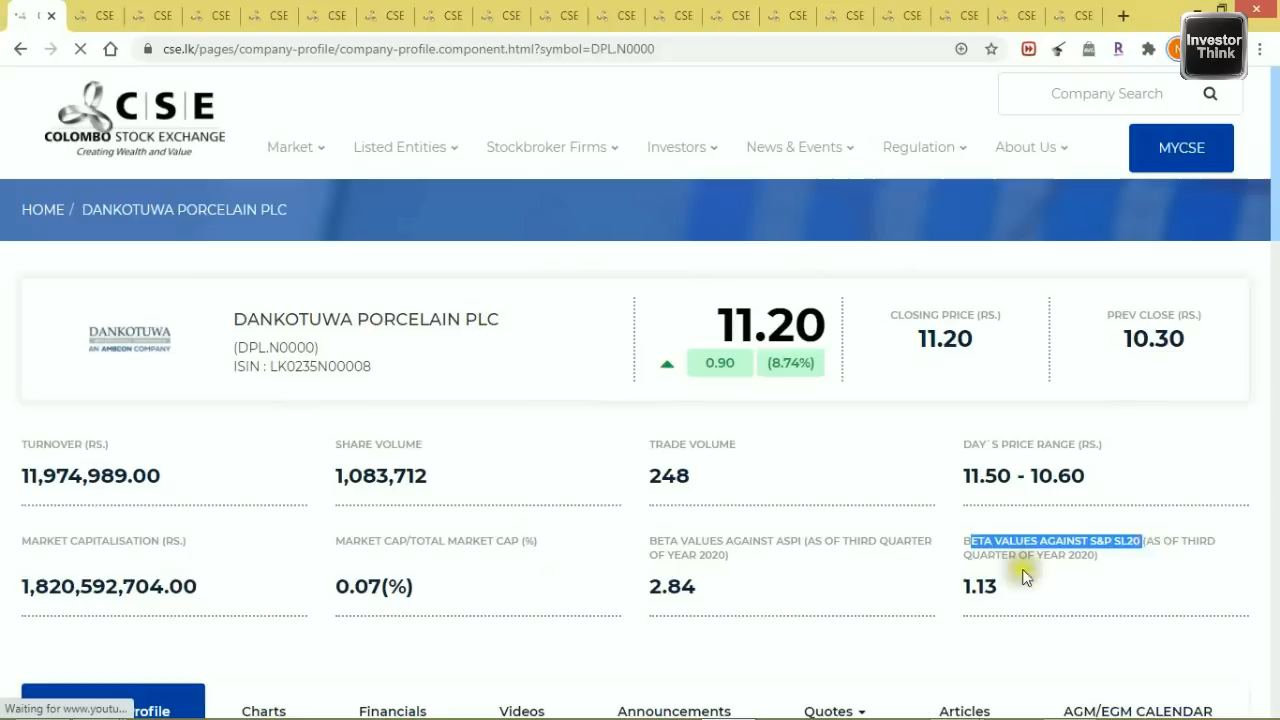 CSE CSE CSE CSE CSE CSE CSE CSE CSE CSE CSE CSE CSE CSE
cse.lk/pages/company-profile/company-profile.component.html?symbol=DPL.N0000
Investor
Think
C|S|E
COLOMBO STOCK EXCHANGE
Creating Wealth and Value
Company Search
Market Listed Entities Stockbroker Firms Investors News & Events Regulation About Us MYCSE
HOME / DANKOTUWA PORCELAIN PLC
DANKOTUWA
AN AMBEON COMPANY
DANKOTUWA PORCELAIN PLC
(DPL.N0000)
ISIN : LK0235N00008
11.20
0.90 (8.74%)
CLOSING PRICE (RS.)
11.20
PREV CLOSE (RS.)
10.30
TURNOVER (RS.)
11,974,989.00
SHARE VOLUME
1,083,712
TRADE VOLUME
248
DAY`S PRICE RANGE (RS.)
11.50 - 10.60
MARKET CAPITALISATION (RS.)
1,820,592,704.00
MARKET CAP/TOTAL MARKET CAP (%)
0.07(%)
BETA VALUES AGAINST ASPI (AS OF THIRD QUARTER
OF YEAR 2020)
2.84
BETA VALUES AGAINST S&P SL20 (AS OF THIRD
QUARTER OF YEAR 2020)
1.13
Waiting for www.youtu...
rofile Charts Financials Videos Announcements Quotes Articles AGM/EGM CALENDAR